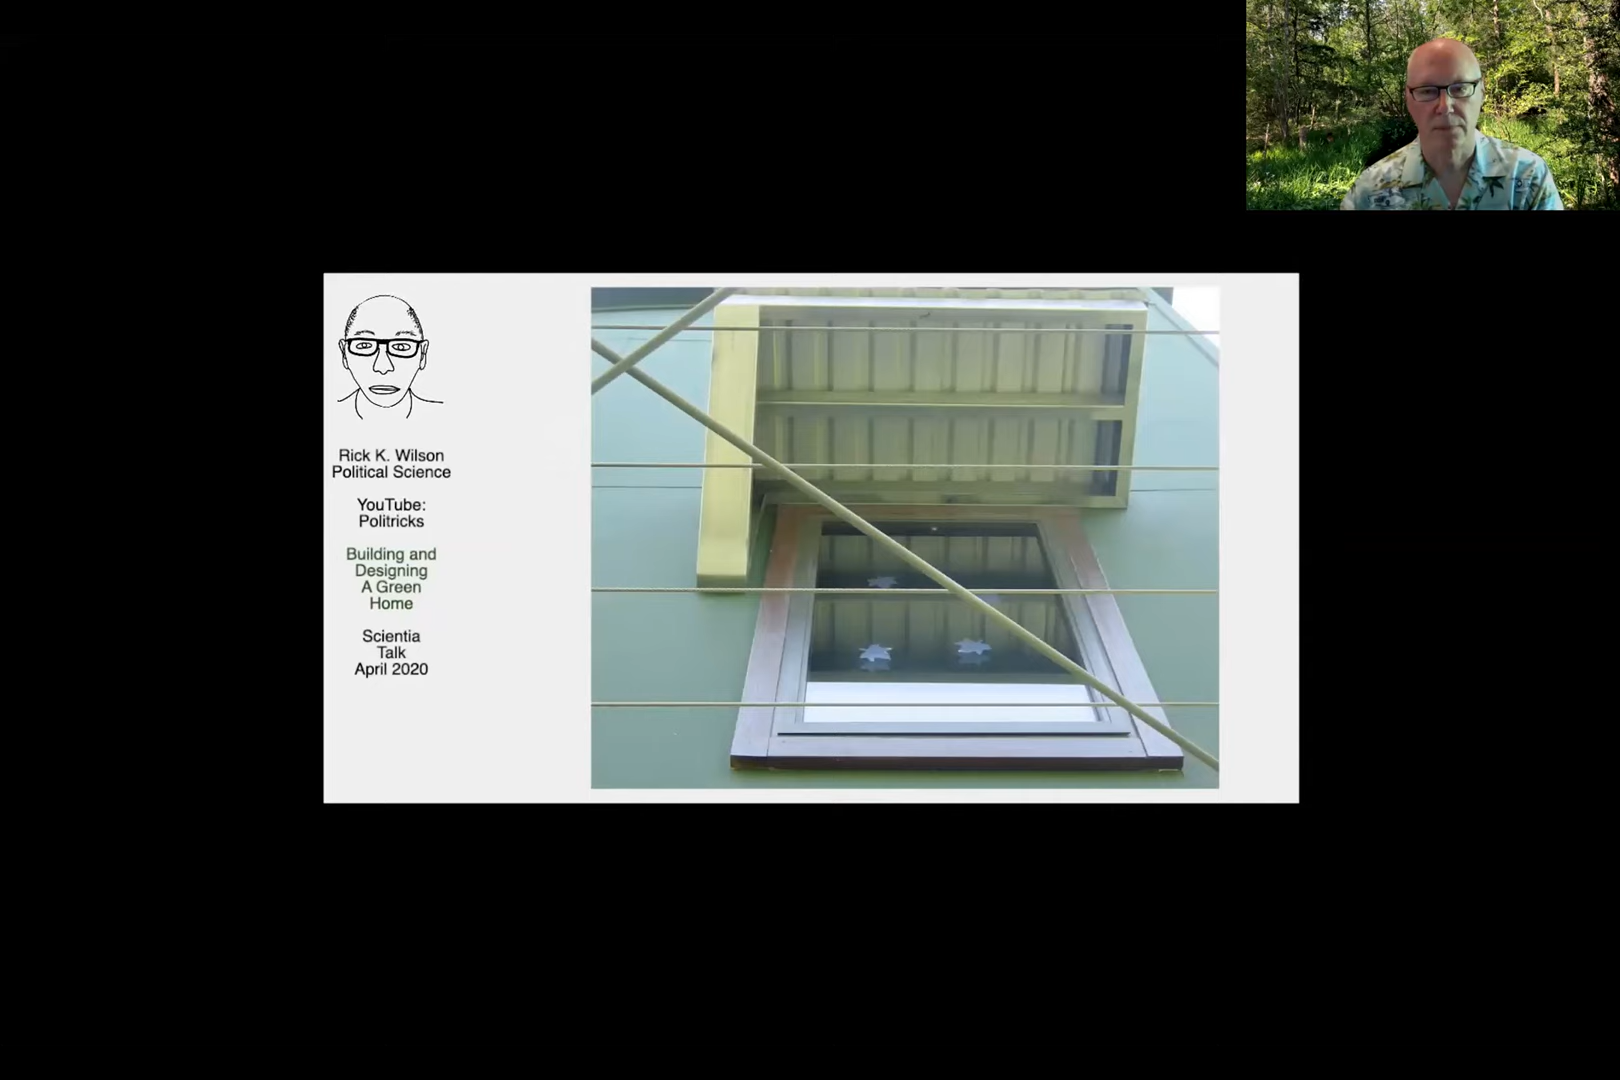 Rick K. Wilson
Political Science
YouTube:
Politricks
Building and
Designing
A Green
Home
Scientia
Talk
April 2020